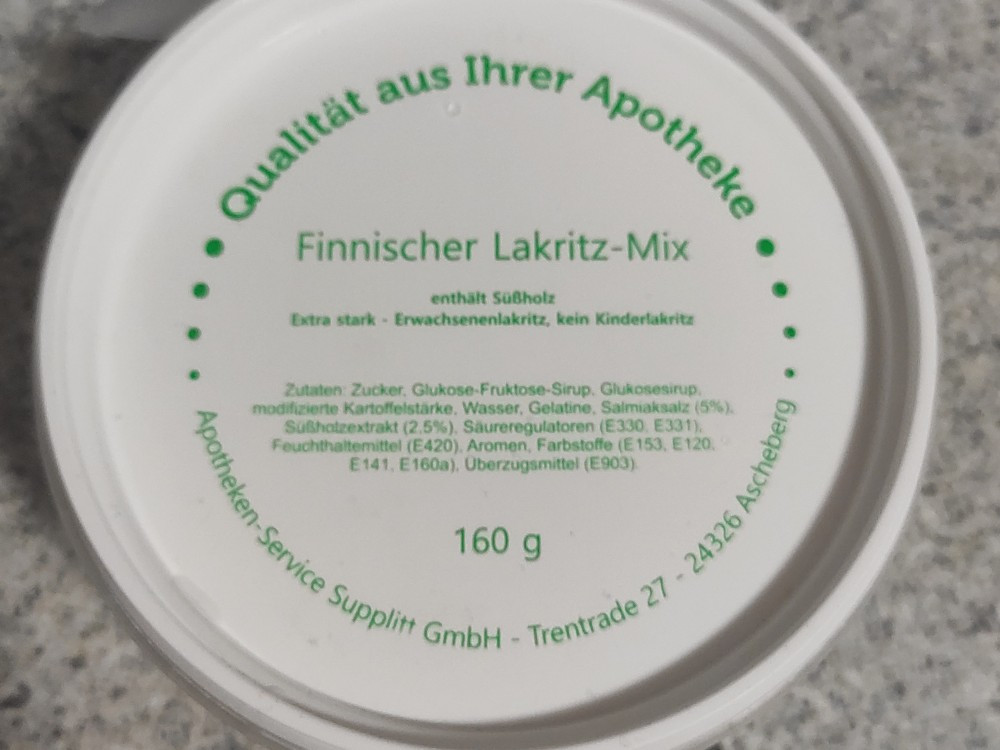 Qualität aus Ihrer Apotheke
Finnischer Lakritz-Mix
enthält Süßholz
Extra stark - Erwachsenenlakritz, kein Kinderlakritz
Zutaten: Zucker, Glukose-Fruktose-Sirup, Glukosesirup,
modifizierte Kartoffelstärke, Wasser, Gelatine, Salmiaksalz (5%),
Süßholzextrakt (2,5%), Säureregulatoren (E330, E331),
Feuchthaltemittel (E420), Aromen, Farbstoffe (E153, E120,
E141, E160a), Überzugsmittel (E903)
160 g
Apotheken-Service Supplitt GmbH - Trentrade 27 - 24326 Ascheberg